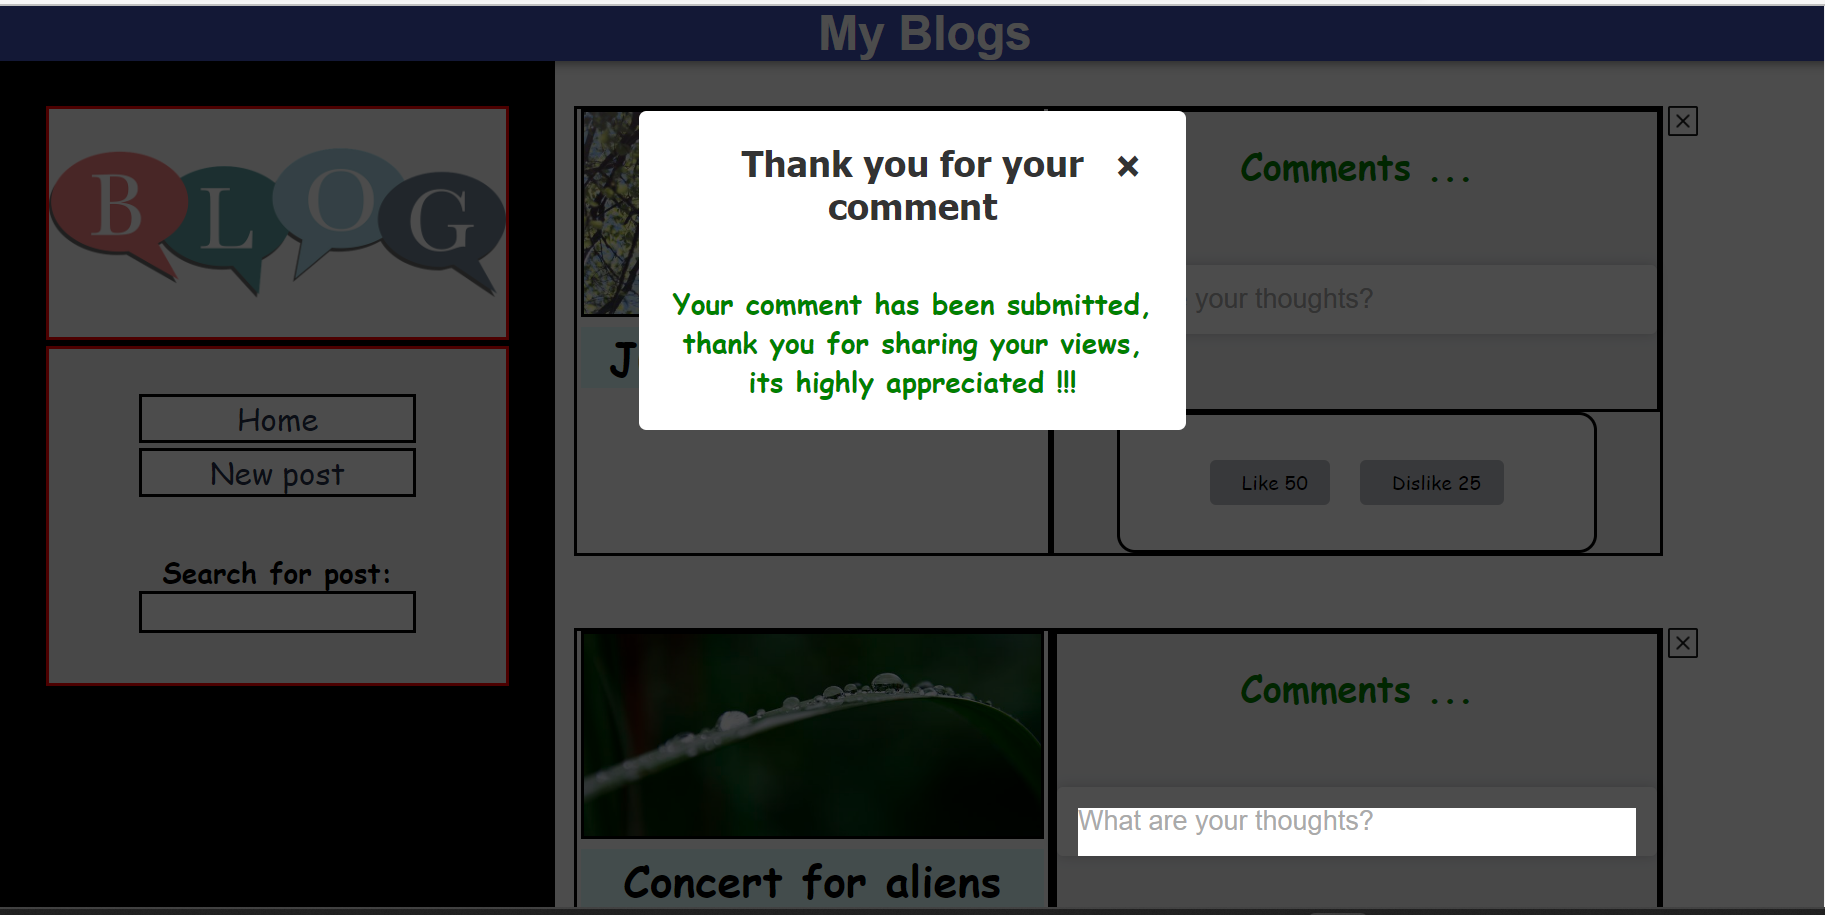 My Blogs
B L O G
Home
New post
Search for post:
Thank you for your
comment
×
Your comment has been submitted,
thank you for sharing your views,
its highly appreciated !!!
J
Comments ...
your thoughts?
Like 50
Dislike 25
Concert for aliens
Comments ...
What are your thoughts?